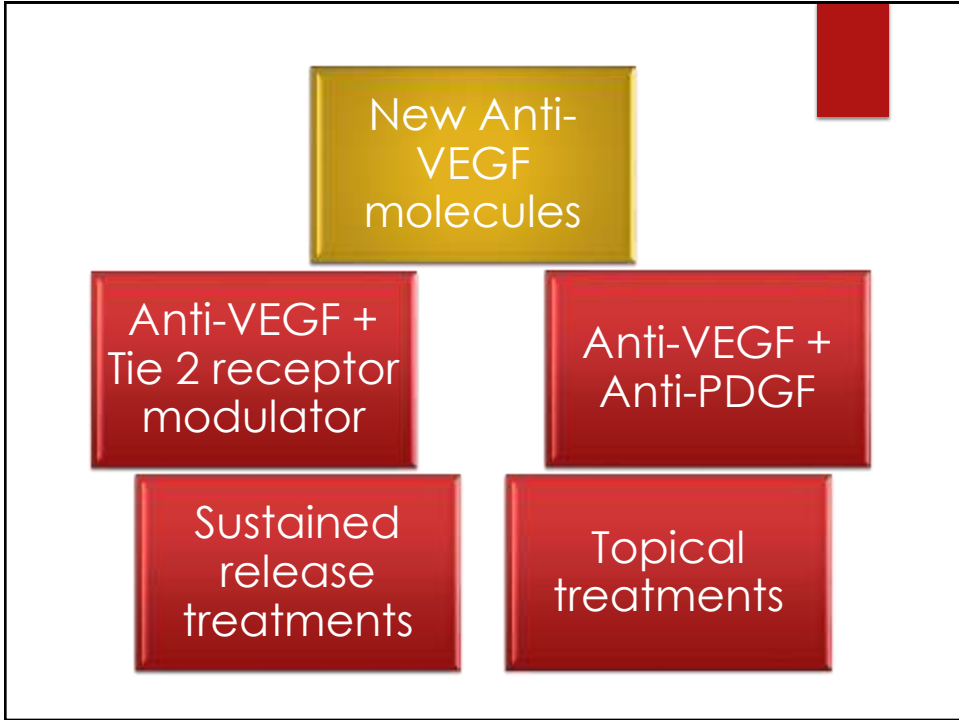 New Anti-
VEGF
molecules
Anti-VEGF +
Tie 2 receptor
modulator
Anti-VEGF +
Anti-PDGF
Sustained
release
treatments
Topical
treatments